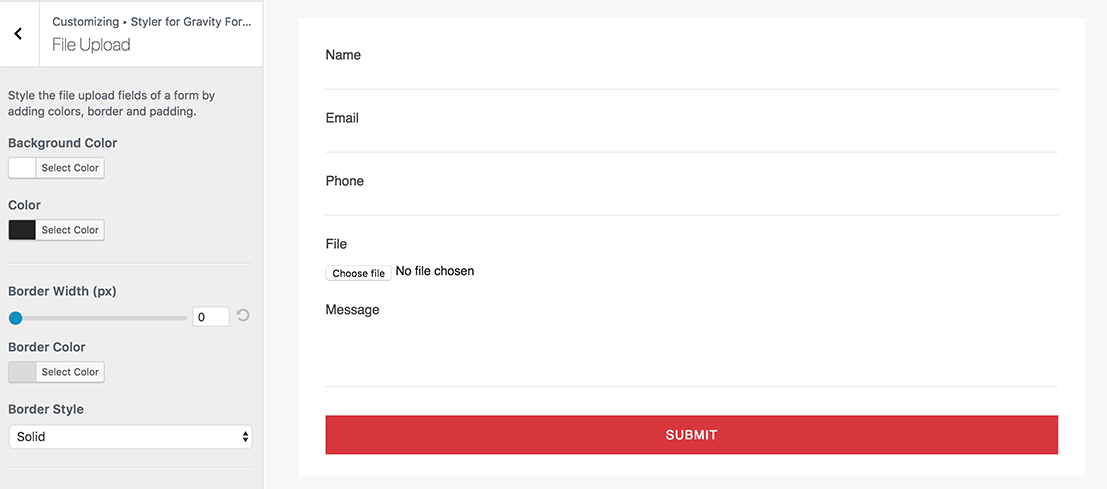 Customizing ▸ Styler for Gravity For...
File Upload
Style the file upload fields of a form by
adding colors, border and padding.
Background Color
Select Color
Color
Select Color
Border Width (px)
0
Border Color
Select Color
Border Style
Solid
Name
Email
Phone
File
Choose file No file chosen
Message
SUBMIT